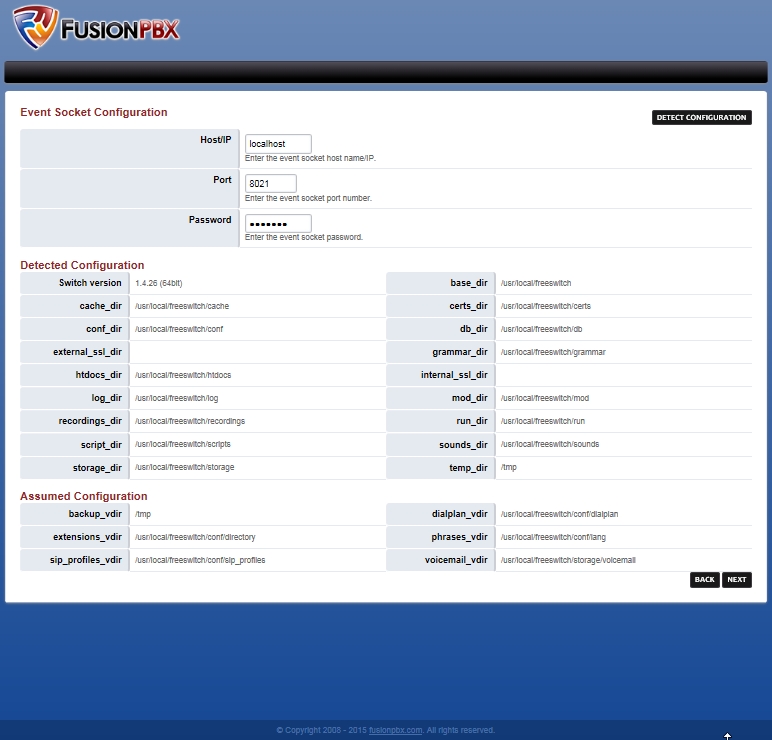 FUSIONPBX
Event Socket Configuration
DETECT CONFIGURATION
Host/IP localhost
Enter the event socket host name/IP.
Port 8021
Enter the event socket port number.
Password •••••••
Enter the event socket password.
Detected Configuration
Switch version 1.4.26 (64bit) base_dir /usr/local/freeswitch
cache_dir /usr/local/freeswitch/cache certs_dir /usr/local/freeswitch/certs
conf_dir /usr/local/freeswitch/conf db_dir /usr/local/freeswitch/db
external_ssl_dir grammar_dir /usr/local/freeswitch/grammar
htdocs_dir /usr/local/freeswitch/htdocs internal_ssl_dir
log_dir /usr/local/freeswitch/log mod_dir /usr/local/freeswitch/mod
recordings_dir /usr/local/freeswitch/recordings run_dir /usr/local/freeswitch/run
script_dir /usr/local/freeswitch/scripts sounds_dir /usr/local/freeswitch/sounds
storage_dir /usr/local/freeswitch/storage temp_dir /tmp
Assumed Configuration
backup_vdir /tmp dialplan_vdir /usr/local/freeswitch/conf/dialplan
extensions_vdir /usr/local/freeswitch/conf/directory phrases_vdir /usr/local/freeswitch/conf/lang
sip_profiles_vdir /usr/local/freeswitch/conf/sip_profiles voicemail_vdir /usr/local/freeswitch/storage/voicemail
BACK NEXT
© Copyright 2008 - 2015 fusionpbx.com. All rights reserved.